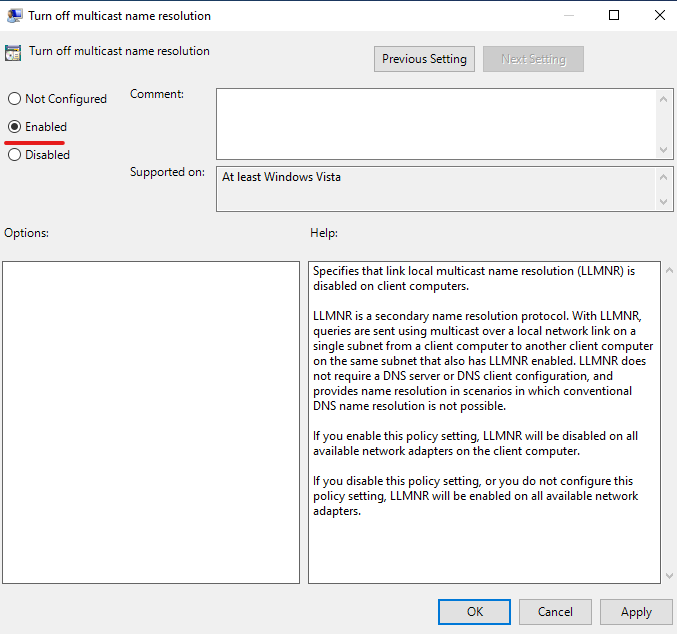 Turn off multicast name resolution
Turn off multicast name resolution
Previous Setting
Next Setting
Not Configured
Enabled
Disabled
Comment:
Supported on:
At least Windows Vista
Options:
Help:
Specifies that link local multicast name resolution (LLMNR) is
disabled on client computers.
LLMNR is a secondary name resolution protocol. With LLMNR,
queries are sent using multicast over a local network link on a
single subnet from a client computer to another client computer
on the same subnet that also has LLMNR enabled. LLMNR does
not require a DNS server or DNS client configuration, and
provides name resolution in scenarios in which conventional
DNS name resolution is not possible.
If you enable this policy setting, LLMNR will be disabled on all
available network adapters on the client computer.
If you disable this policy setting, or you do not configure this
policy setting, LLMNR will be enabled on all available network
adapters.
OK
Cancel
Apply